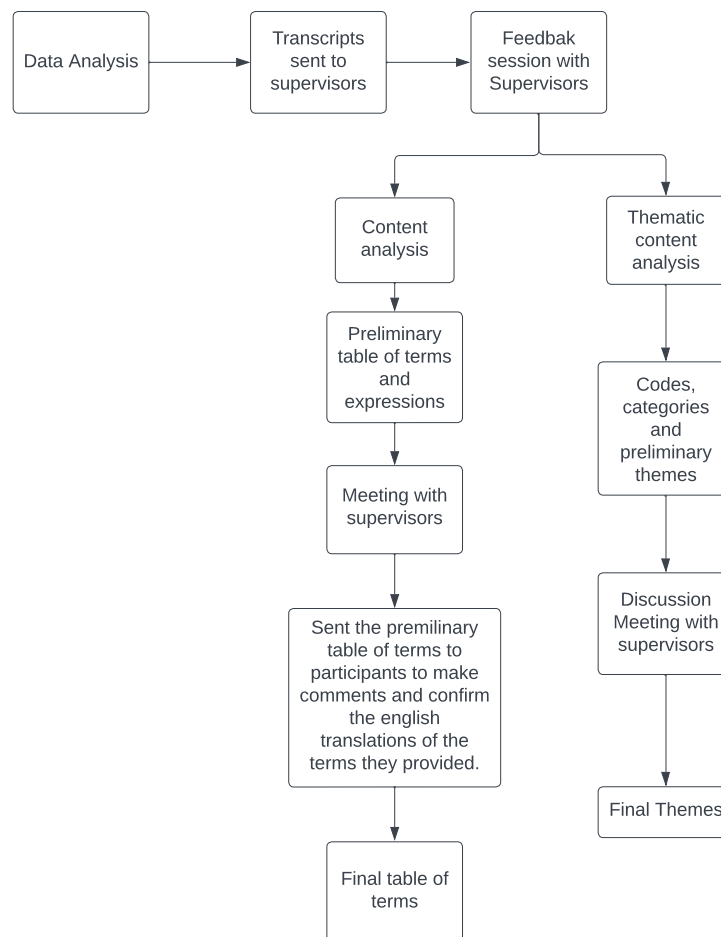 Data Analysis
Transcripts
sent to
supervisors
Feedbak
session with
Supervisors
Content
analysis
Preliminary
table of terms
and
expressions
Meeting with
supervisors
Sent the premilinary
table of terms to
participants to make
comments and confirm
the english
translations of the
terms they provided.
Final table of
terms
Thematic
content
analysis
Codes,
categories
and
preliminary
themes
Discussion
Meeting with
supervisors
Final Themes